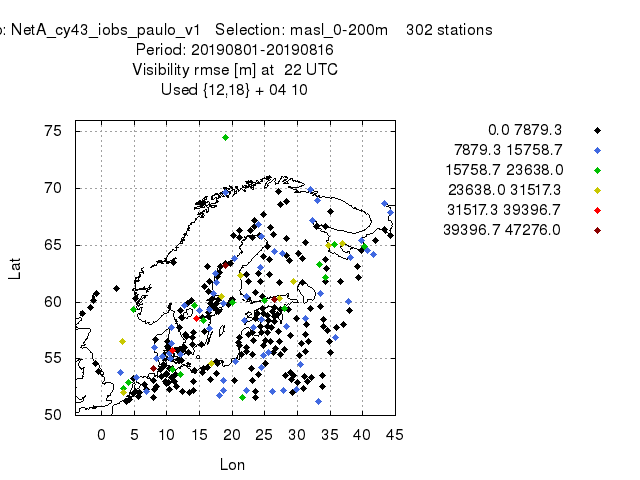 : NetA_cy43_iobs_paulo_v1 Selection: masl_0-200m 302 stations
Period: 20190801-20190816
Visibility rmse [m] at 22 UTC
Used {12,18} + 04 10
75
70
65
60
55
50
Lat
0 5 10 15 20 25 30 35 40 45
Lon
0.0 7879.3
7879.3 15758.7
15758.7 23638.0
23638.0 31517.3
31517.3 39396.7
39396.7 47276.0